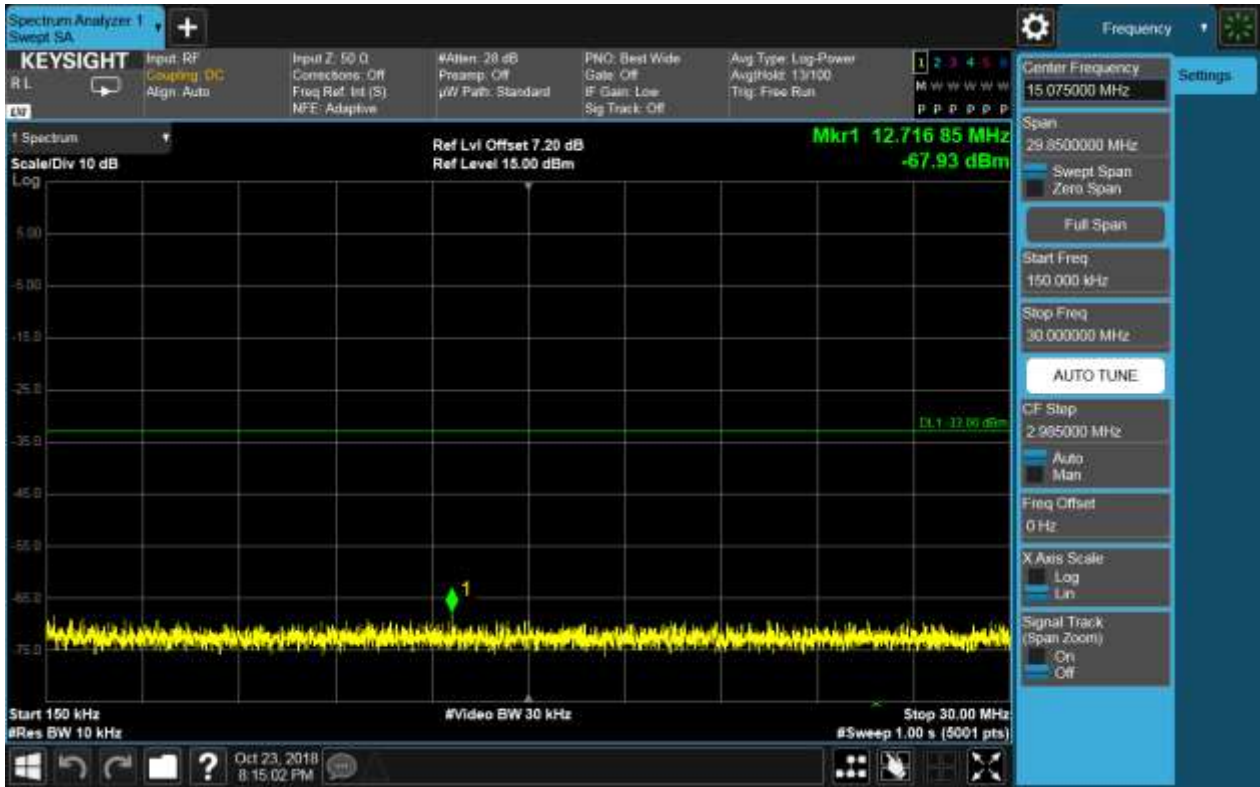 Spectrum Analyzer 1
Swept SA
+
Frequency
KEYSIGHT
R L
Input: RF
Coupling: DC
Align: Auto
Input Z: 50 Ω
Corrections: Off
Freq Ref: Int (S)
NFE: Adaptive
#Atten: 28 dB
Preamp: Off
µW Path: Standard
PNO: Best Wide
Gate: Off
IF Gain: Low
Sig Track: Off
Avg Type: Log-Power
Avg|Hold: 13/100
Trig: Free Run
1 2 3 4 5 6
M W W W W W
P P P P P P
1 Spectrum
Scale/Div 10 dB
Log
Ref Lvl Offset 7.20 dB
Ref Level 15.00 dBm
Mkr1 12.716 85 MHz
-67.93 dBm
5.00
-5.00
-15.0
-25.0
-35.0
-45.0
-55.0
-65.0
-75.0
DL1 -33.00 dBm
1
Start 150 kHz
#Res BW 10 kHz
#Video BW 30 kHz
Stop 30.00 MHz
#Sweep 1.00 s (5001 pts)
Center Frequency
15.075000 MHz
Settings
Span
29.8500000 MHz
Swept Span
Zero Span
Full Span
Start Freq
150.000 kHz
Stop Freq
30.000000 MHz
AUTO TUNE
CF Step
2.985000 MHz
Auto
Man
Freq Offset
0 Hz
X Axis Scale
Log
Lin
Signal Track
(Span Zoom)
On
Off
?
Oct 23, 2018
8:15:02 PM